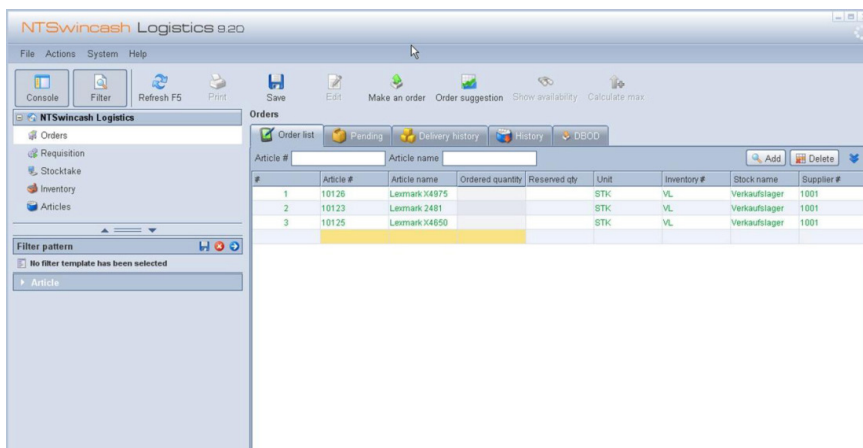 NTSwincash Logistics 9.20
File Actions System Help
Console Filter Refresh F5 Print Save Edit Make an order Order suggestion Show availability Calculate max
NTSwincash Logistics
Orders
Requisition
Stocktake
Inventory
Articles
Filter pattern
No filter template has been selected
Article
Orders
Order list Pending Delivery history History DBOD
Article # Article name Add Delete
# Article # Article name Ordered quantity Reserved qty Unit Inventory # Stock name Supplier #
1 10126 Lexmark X4975 STK VL Verkaufslager 1001
2 10123 Lexmark 2481 STK VL Verkaufslager 1001
3 10125 Lexmark X4650 STK VL Verkaufslager 1001